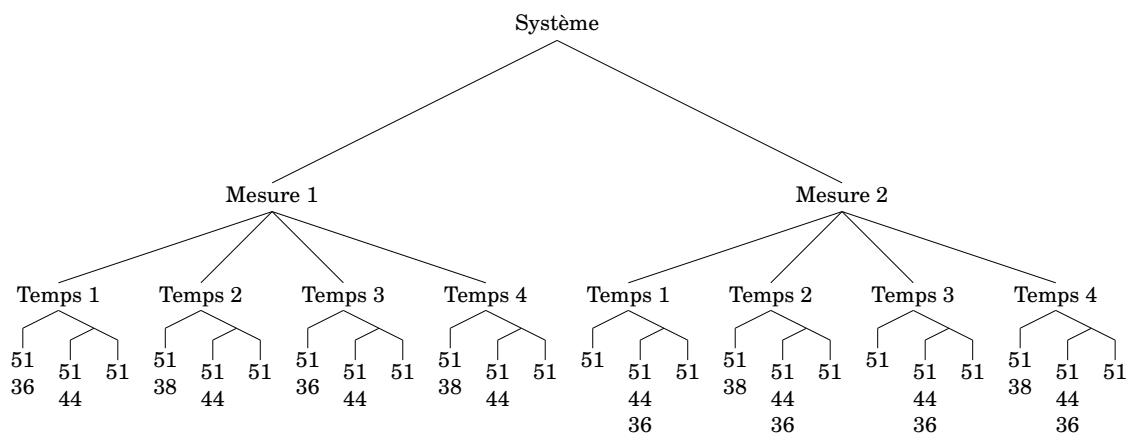 Système
Mesure 1 Mesure 2
Temps 1 Temps 2 Temps 3 Temps 4 Temps 1 Temps 2 Temps 3 Temps 4
51 51 51 51 51 51 51 51 51 51 51 51 51 51 51 51 51 51 51 51 51 51 51 51
36 44 38 44 36 44 38 44 44 38 44 44 38 44
36 36 36 36